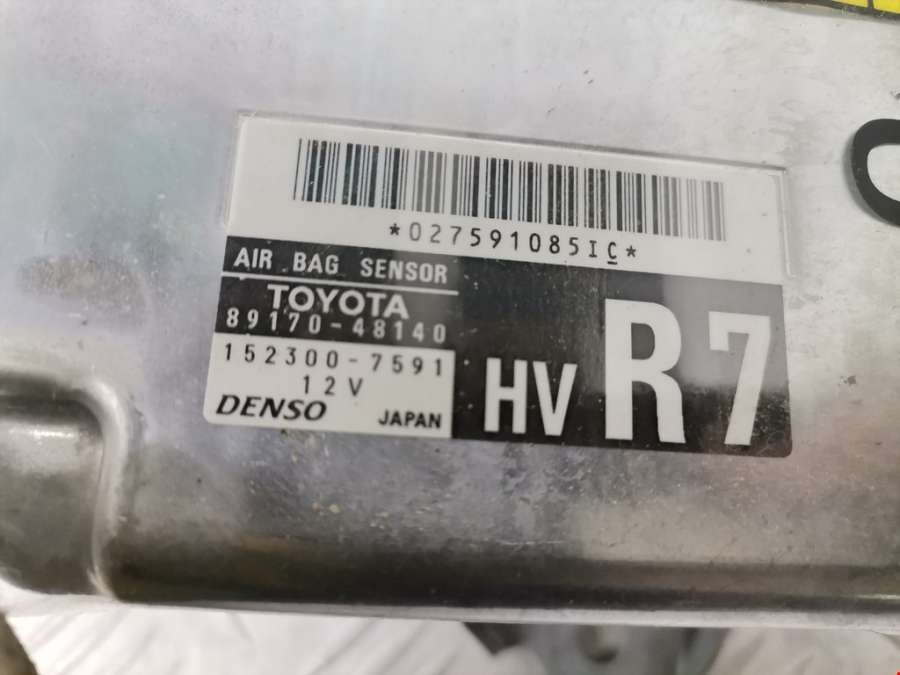 *027591085IC*
AIR BAG SENSOR
TOYOTA
89170-48140
152300-7591
12V
DENSO JAPAN
HV R7